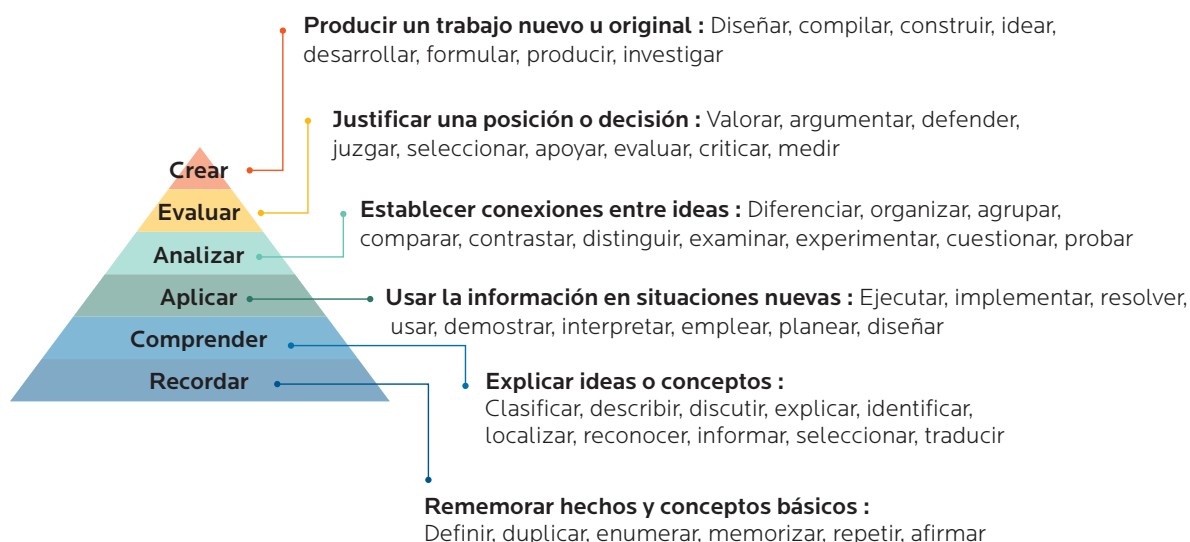 Producir un trabajo nuevo u original : Diseñar, compilar, construir, idear,
desarrollar, formular, producir, investigar
Justificar una posición o decisión : Valorar, argumentar, defender,
juzgar, seleccionar, apoyar, evaluar, criticar, medir
Crear
Evaluar
Establecer conexiones entre ideas : Diferenciar, organizar, agrupar,
comparar, contrastar, distinguir, examinar, experimentar, cuestionar, probar
Analizar
Aplicar
Usar la información en situaciones nuevas : Ejecutar, implementar, resolver,
usar, demostrar, interpretar, emplear, planear, diseñar
Comprender
Recordar
Explicar ideas o conceptos :
Clasificar, describir, discutir, explicar, identificar,
localizar, reconocer, informar, seleccionar, traducir
Rememorar hechos y conceptos básicos :
Definir, duplicar, enumerar, memorizar, repetir, afirmar